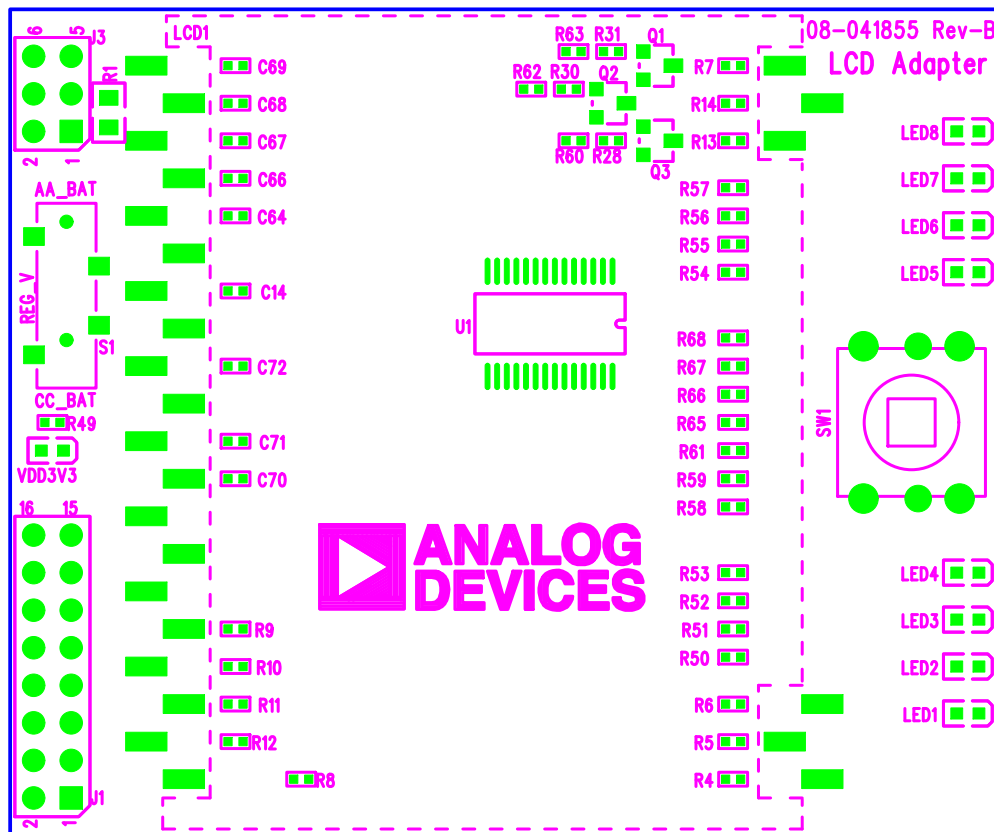 6 5
J3
R1
2 1
LCD1
C69
C68
C67
C66
C64
C14
C72
C71
C70
R9
R10
R11
R12
R8
AA_BAT
REG_V
S1
CC_BAT
R49
VDD3V3
16 15
J1
2 1
R63 R31 Q1
R62 R30 Q2
R60 R28 Q3
U1
ANALOG
DEVICES
08-041855 Rev-B
LCD Adapter
R7
R14
R13
R57
R56
R55
R54
R68
R67
R66
R65
R61
R59
R58
R53
R52
R51
R50
R6
R5
R4
LED8
LED7
LED6
LED5
SW1
LED4
LED3
LED2
LED1